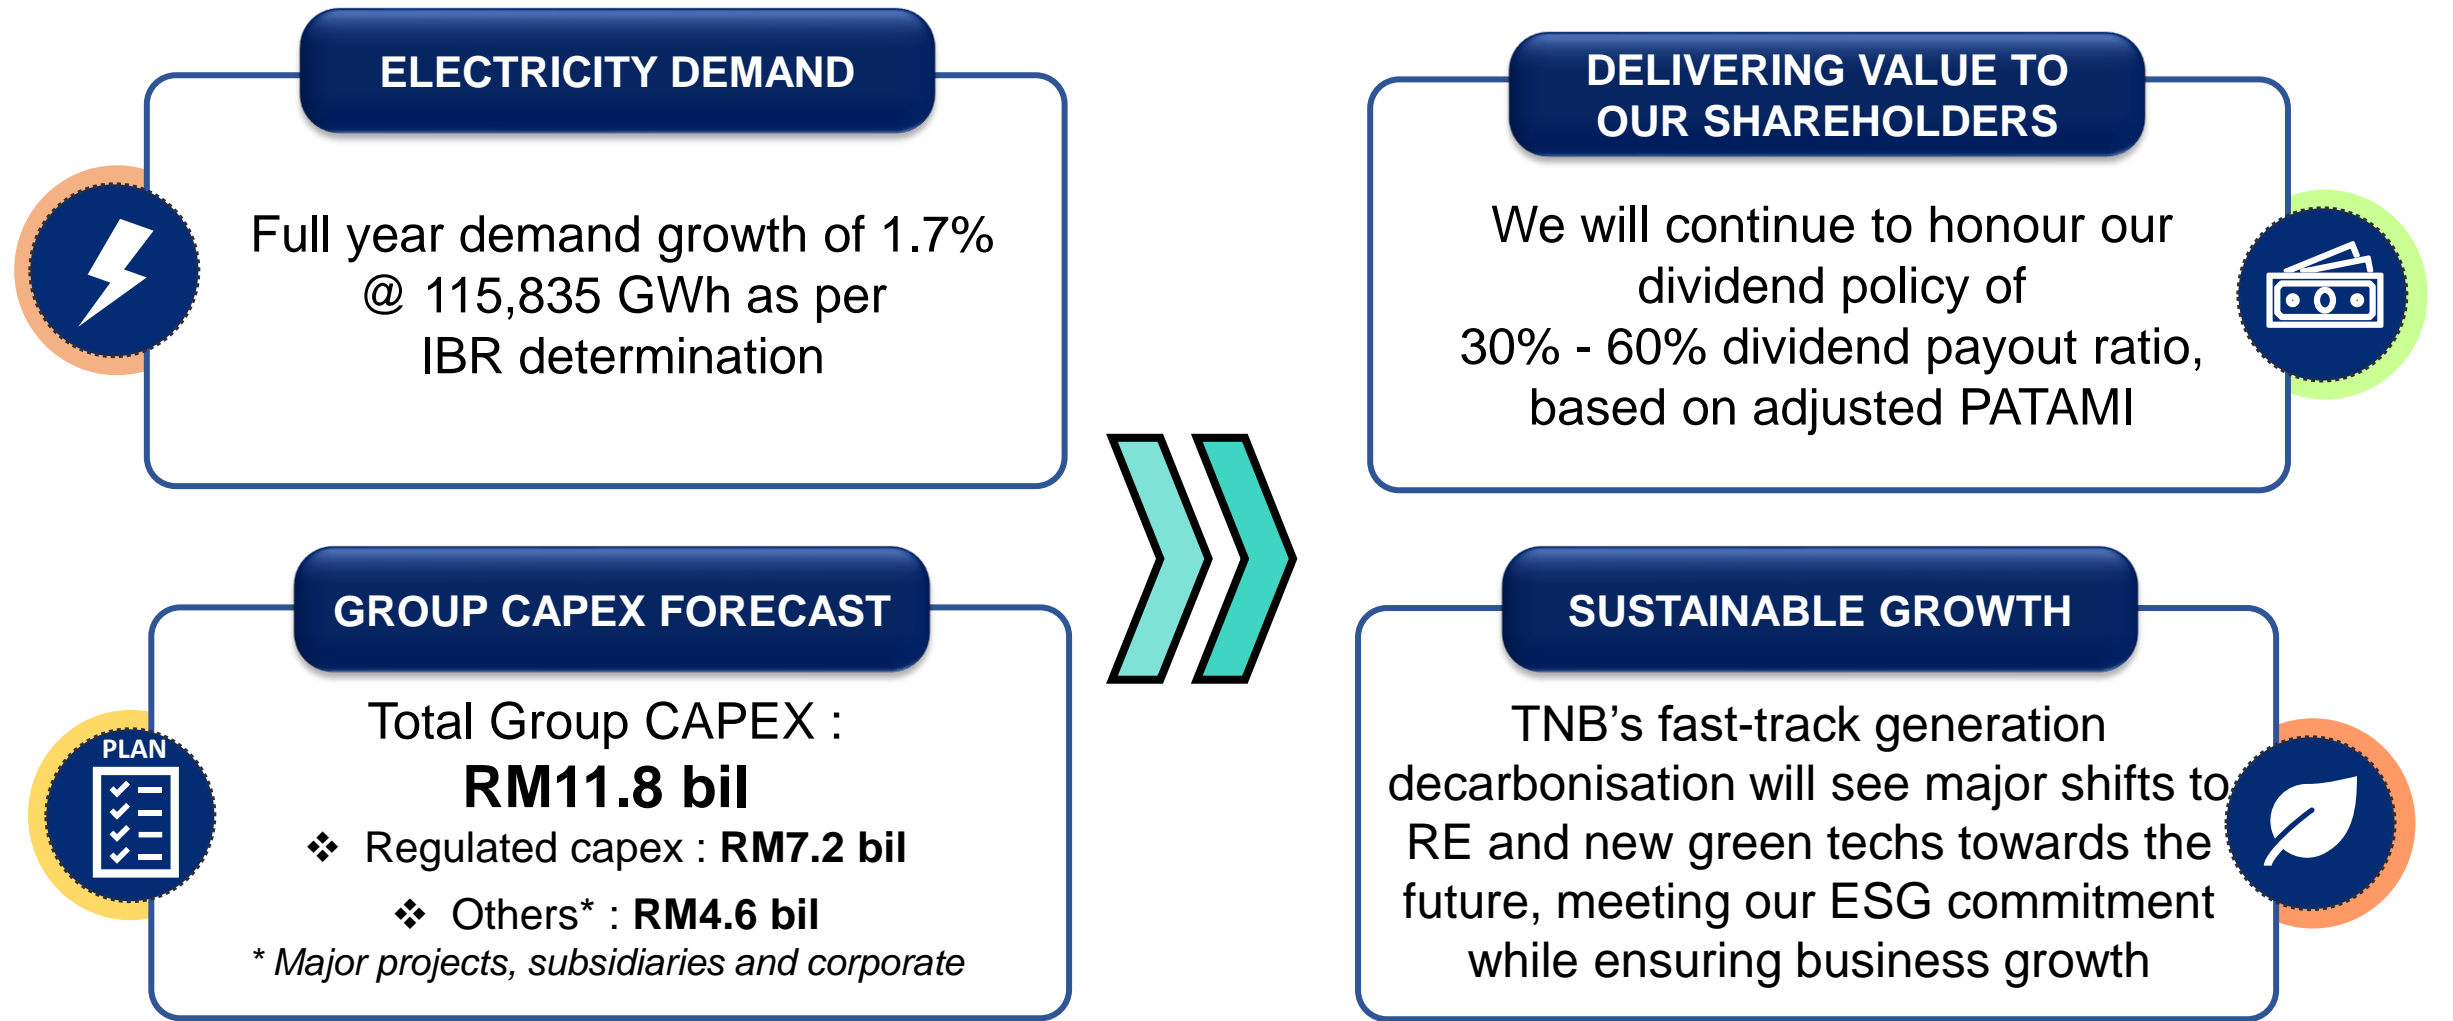 ELECTRICITY DEMAND
Full year demand growth of 1.7%
@ 115,835 GWh as per
IBR determination
DELIVERING VALUE TO
OUR SHAREHOLDERS
We will continue to honour our
dividend policy of
30% - 60% dividend payout ratio,
based on adjusted PATAMI
GROUP CAPEX FORECAST
PLAN
Total Group CAPEX :
RM11.8 bil
❖ Regulated capex : RM7.2 bil
❖ Others* : RM4.6 bil
* Major projects, subsidiaries and corporate
SUSTAINABLE GROWTH
TNB’s fast-track generation
decarbonisation will see major shifts to
RE and new green techs towards the
future, meeting our ESG commitment
while ensuring business growth